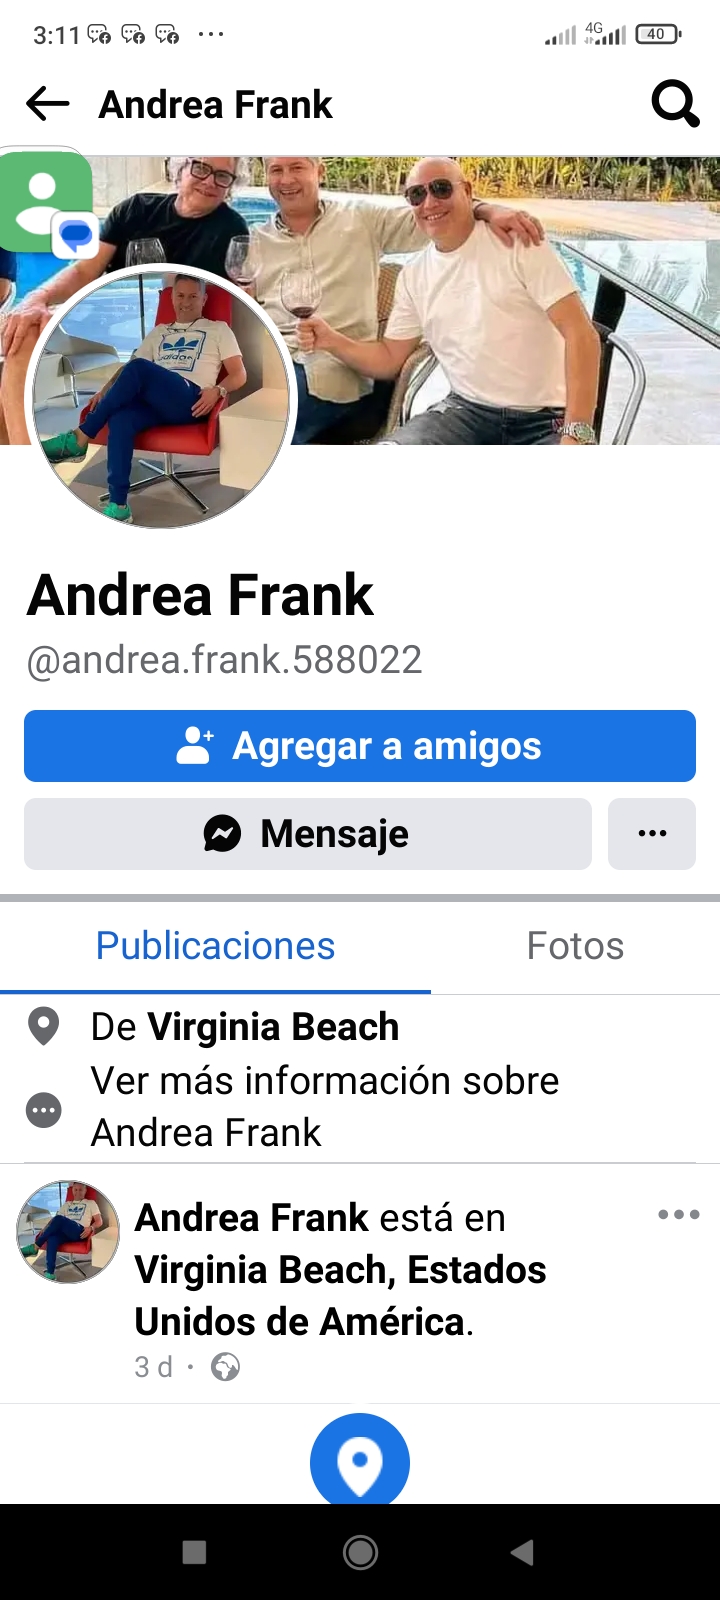 3:11 4G 40
Andrea Frank
adidas
Andrea Frank
@andrea.frank.588022
Agregar a amigos
Mensaje
Publicaciones Fotos
De Virginia Beach
Ver más información sobre
Andrea Frank
Andrea Frank está en
Virginia Beach, Estados
Unidos de América.
3 d ·